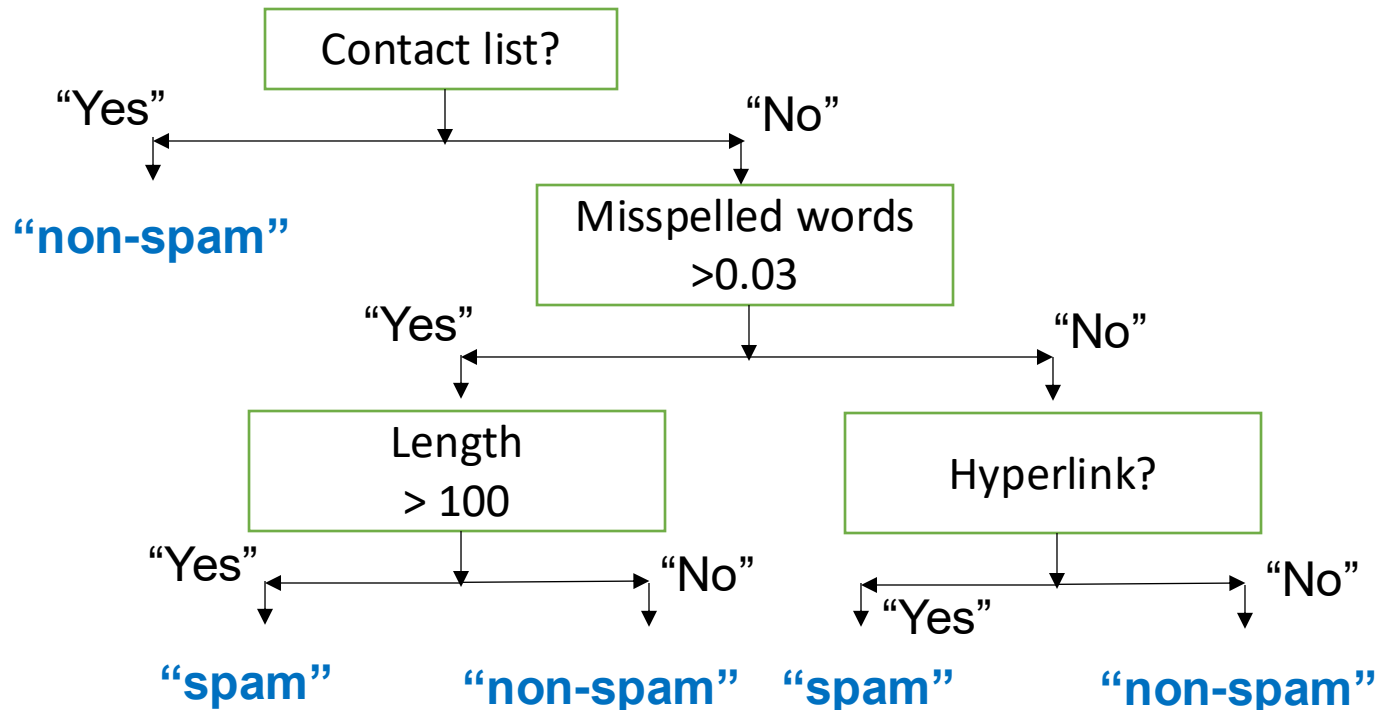 Contact list?
“Yes”
“No”
“non-spam”
Misspelled words
>0.03
“Yes”
“No”
Length
> 100
Hyperlink?
“Yes”
“No”
“Yes”
“No”
“spam”
“non-spam”
“spam”
“non-spam”